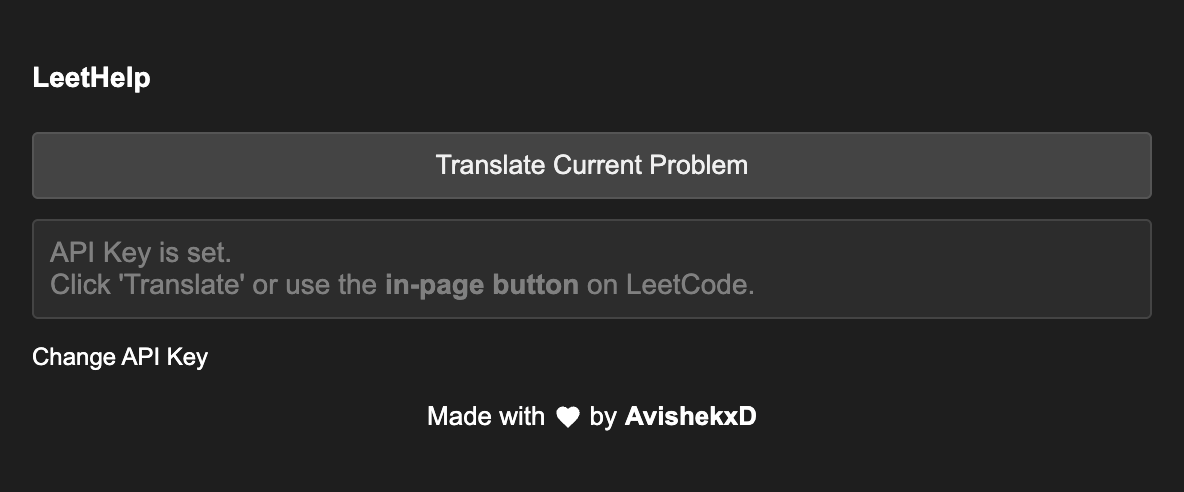 LeetHelp
Translate Current Problem
API Key is set.
Click 'Translate' or use the in-page button on LeetCode.
Change API Key
Made with ♥ by AvishekxD